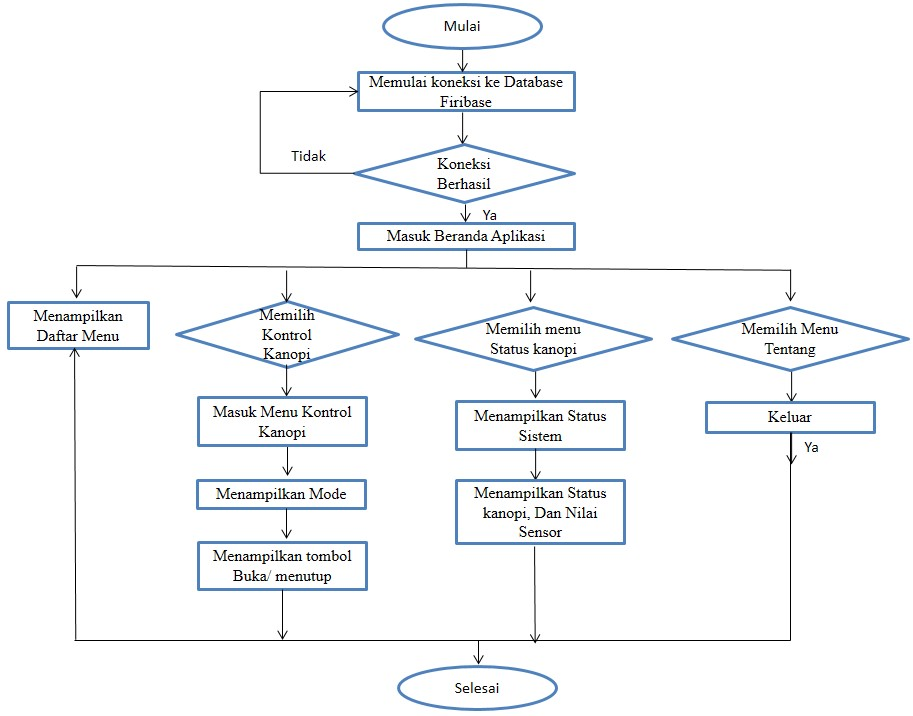 Mulai
Memulai koneksi ke Database
Firibase
Tidak
Koneksi
Berhasil
Ya
Masuk Beranda Aplikasi
Menampilkan
Daftar Menu
Memilih
Kontrol
Kanopi
Memilih menu
Status kanopi
Memilih Menu
Tentang
Masuk Menu Kontrol
Kanopi
Menampilkan Status
Sistem
Keluar
Ya
Menampilkan Mode
Menampilkan Status
kanopi, Dan Nilai
Sensor
Menampilkan tombol
Buka/ menutup
Selesai